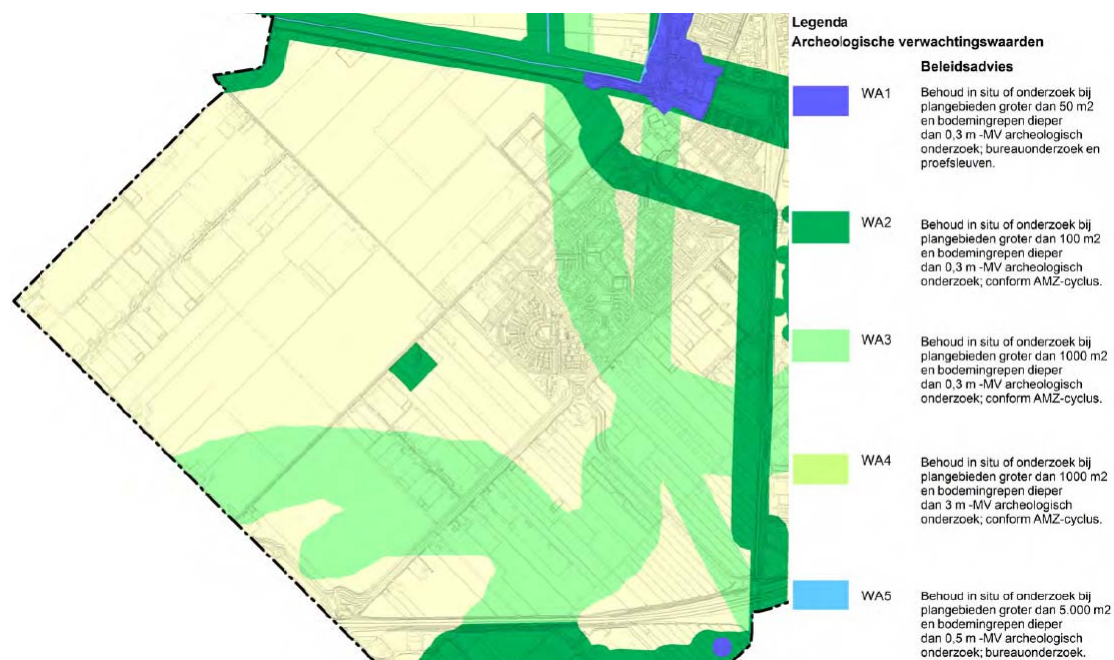 Legenda
Archeologische verwachtingswaarden
Beleidsadvies
WA1
Behoud in situ of onderzoek bij
plangebieden groter dan 50 m2
en bodemingrepen dieper
dan 0,3 m -MV archeologisch
onderzoek; bureauonderzoek en
proefsleuven.
WA2
Behoud in situ of onderzoek bij
plangebieden groter dan 100 m2
en bodemingrepen dieper
dan 0,3 m -MV archeologisch
onderzoek; conform AMZ-cyclus.
WA3
Behoud in situ of onderzoek bij
plangebieden groter dan 1000 m2
en bodemingrepen dieper
dan 0,3 m -MV archeologisch
onderzoek; conform AMZ-cyclus.
WA4
Behoud in situ of onderzoek bij
plangebieden groter dan 1000 m2
en bodemingrepen dieper
dan 3 m -MV archeologisch
onderzoek; conform AMZ-cyclus.
WA5
Behoud in situ of onderzoek bij
plangebieden groter dan 5.000 m2
en bodemingrepen dieper
dan 0,5 m -MV archeologisch
onderzoek; bureauonderzoek.